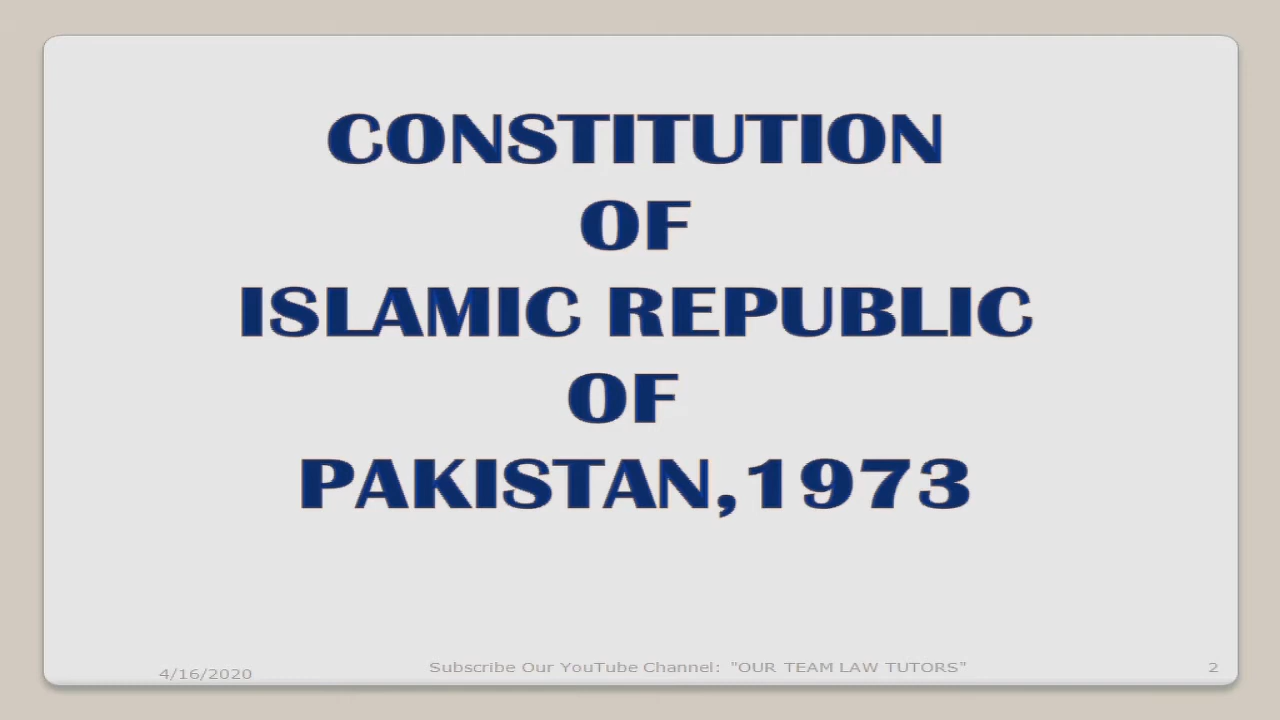 CONSTITUTION
OF
ISLAMIC REPUBLIC
OF
PAKISTAN,1973
4/16/2020
Subscribe Our YouTube Channel: "OUR TEAM LAW TUTORS"
2